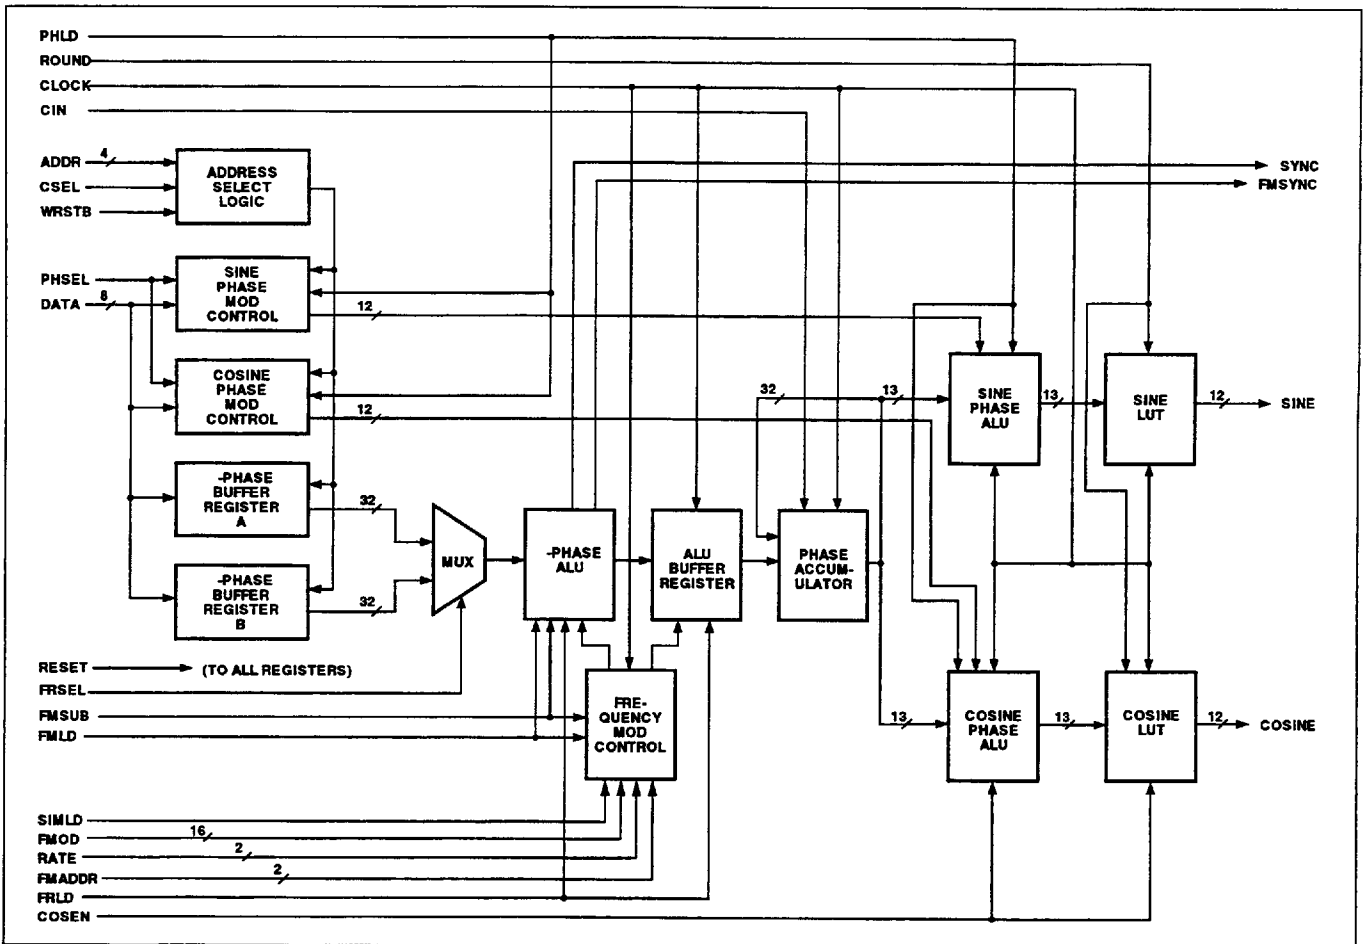 PHLD
ROUND
CLOCK
CIN
ADDR
4
CSEL
WRSTB
ADDRESS
SELECT
LOGIC
SYNC
FMSYNC
PHSEL
DATA
8
SINE
PHASE
MOD
CONTROL
12
COSINE
PHASE
MOD
CONTROL
12
32
13
SINE
PHASE
ALU
13
SINE
LUT
12
SINE
-PHASE
BUFFER
REGISTER
A
32
MUX
-PHASE
ALU
ALU
BUFFER
REGISTER
PHASE
ACCUM-
ULATOR
-PHASE
BUFFER
REGISTER
B
32
RESET
(TO ALL REGISTERS)
FRSEL
FMSUB
FMLD
FRE-
QUENCY
MOD
CONTROL
13
COSINE
PHASE
ALU
13
COSINE
LUT
12
COSINE
SIMLD
FMOD
16
RATE
2
FMADDR
2
FRLD
COSEN